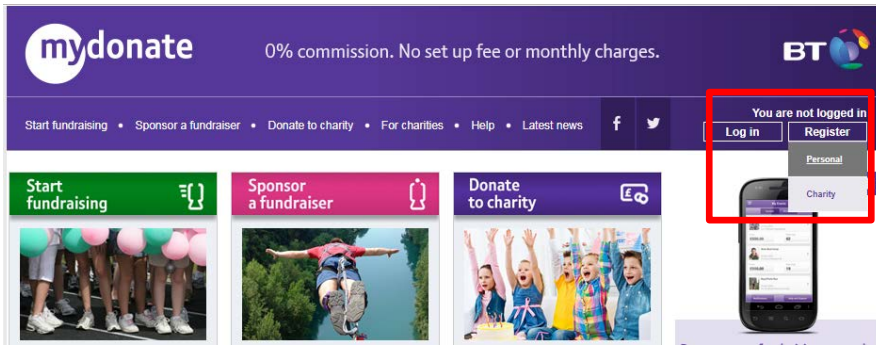 mydonate
0% commission. No set up fee or monthly charges.
BT
You are not logged in
Start fundraising • Sponsor a fundraiser • Donate to charity • For charities • Help • Latest news
Log in
Register
Personal
Charity
Start
fundraising
Sponsor
a fundraiser
Donate
to charity